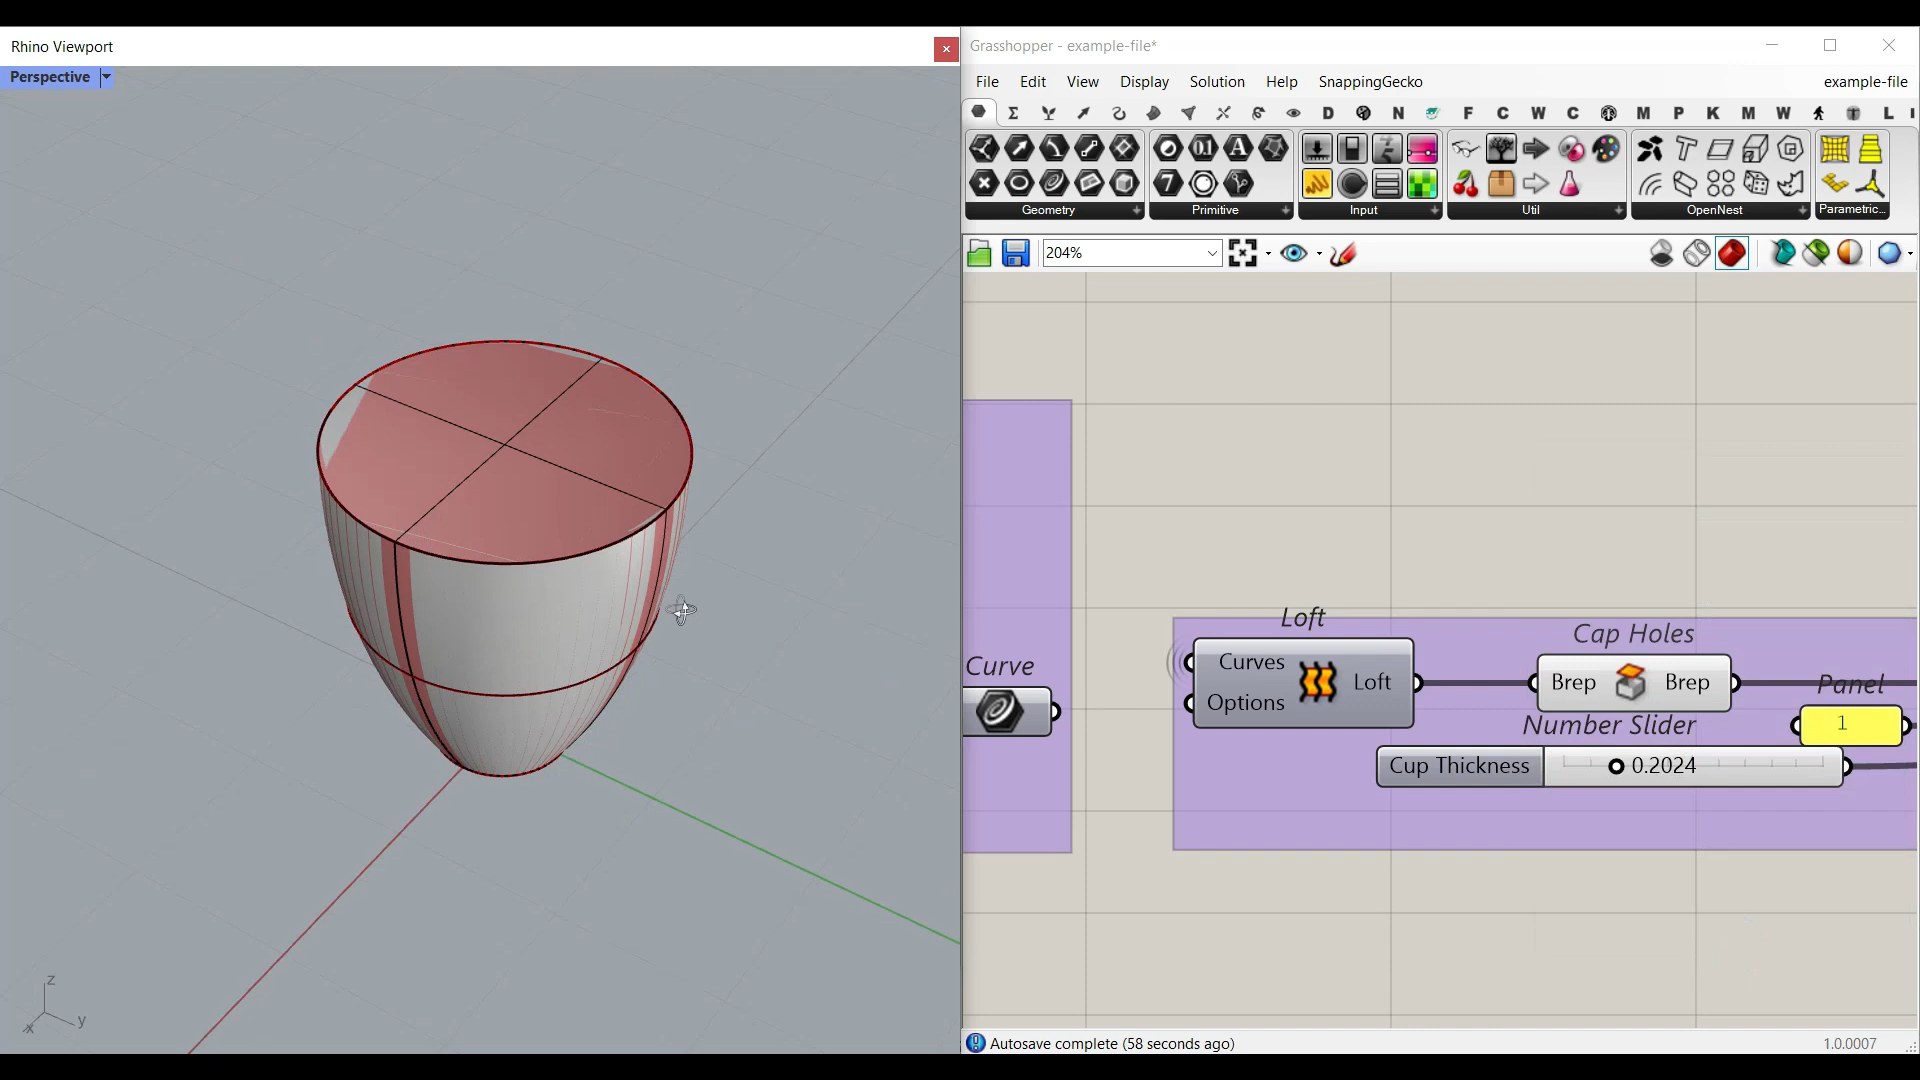 Rhino Viewport
Perspective
z
x
y
Grasshopper - example-file*
File Edit View Display Solution Help SnappingGecko example-file
D N F C W C M P K M W L
Geometry Primitive Input Util OpenNest Parametric...
204%
Loft
Curves
Options
Loft
Cap Holes
Brep Brep
Curve
Panel
1
Number Slider
Cup Thickness 0.2024
Autosave complete (58 seconds ago)
1.0.0007